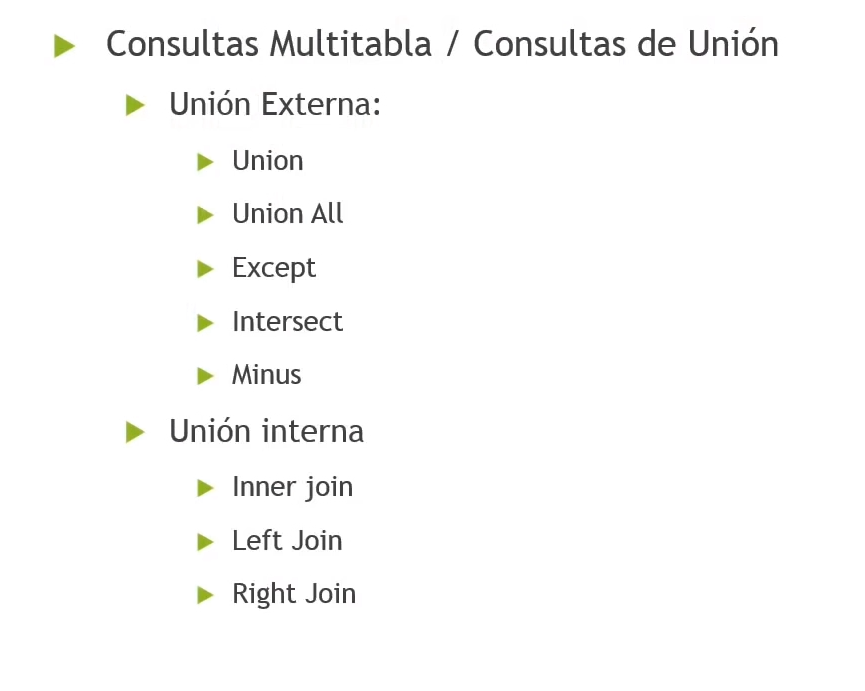 Consultas Multitabla / Consultas de Unión
Unión Externa:
Union
Union All
Except
Intersect
Minus
Unión interna
Inner join
Left Join
Right Join